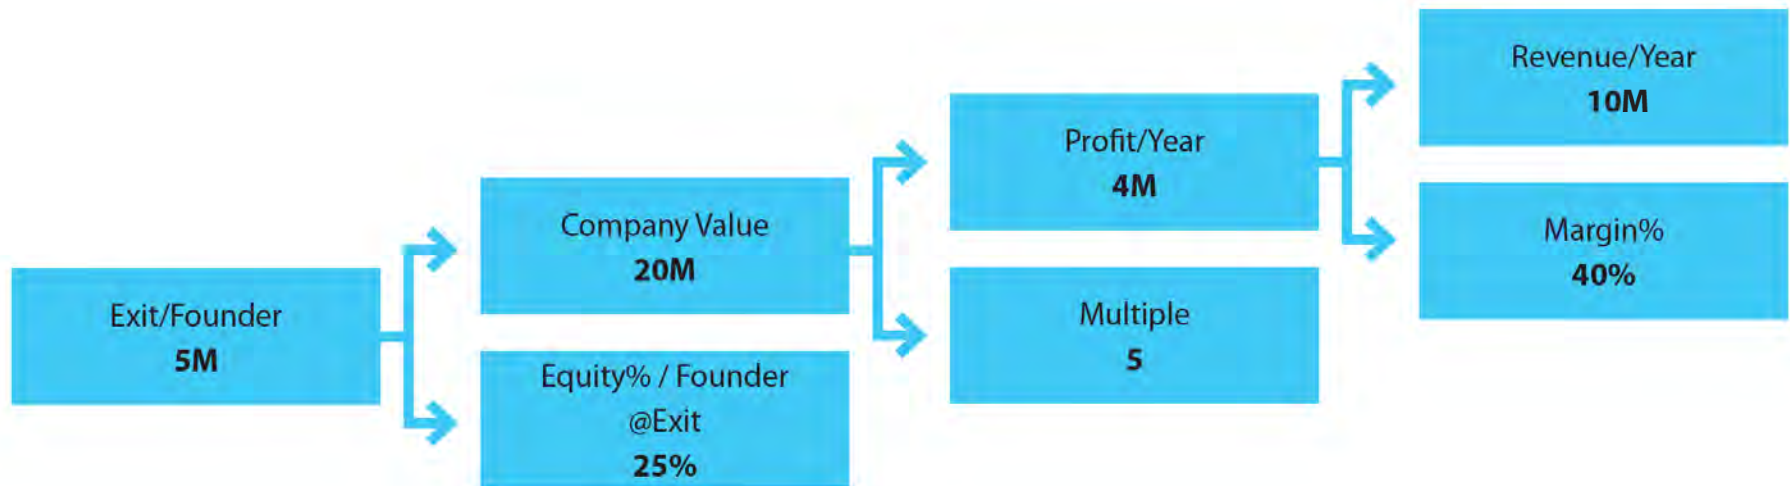 Exit/Founder
5M
Company Value
20M
Equity% / Founder
@Exit
25%
Profit/Year
4M
Multiple
5
Revenue/Year
10M
Margin%
40%